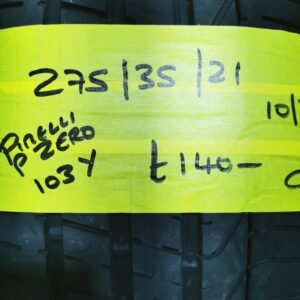 275/35/21
10/
PIRELLI
P ZERO
103Y
£140-